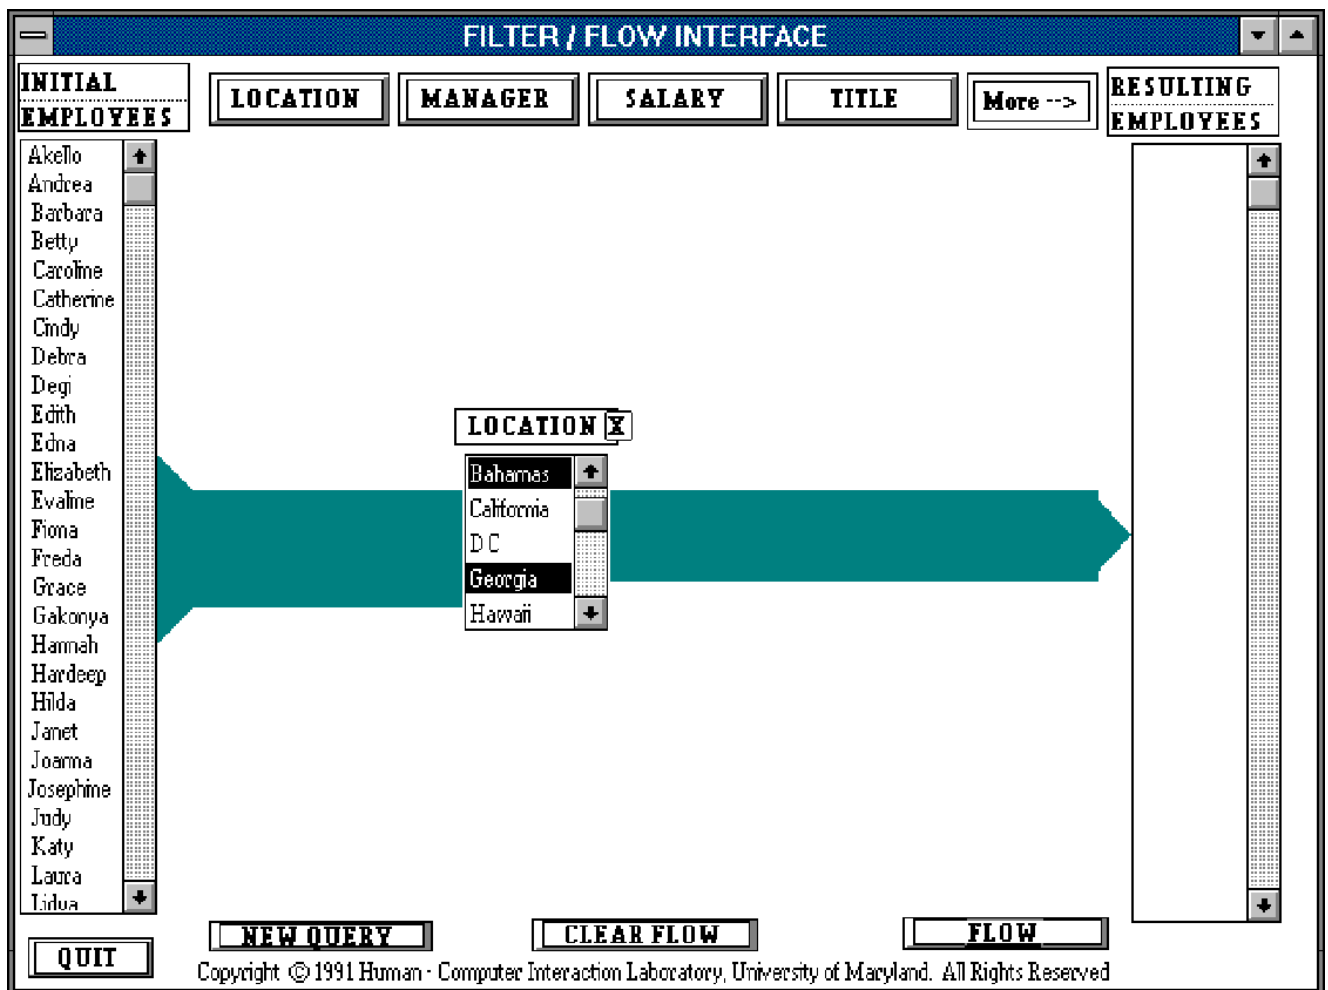 FILTER / FLOW INTERFACE
INITIAL
EMPLOYEES
LOCATION
MANAGER
SALARY
TITLE
More -->
RESULTING
EMPLOYEES
Akello
Andrea
Barbara
Betty
Caroline
Catherine
Cindy
Debra
Degi
Edith
Edna
Elizabeth
Evaline
Fiona
Freda
Grace
Gakonya
Hannah
Hardeep
Hilda
Janet
Joanna
Josephine
Judy
Katy
Laura
Lidua
LOCATION X
Bahamas
California
D C
Georgia
Hawaii
NEW QUERY
CLEAR FLOW
FLOW
QUIT
Copyright © 1991 Human - Computer Interaction Laboratory, University of Maryland. All Rights Reserved